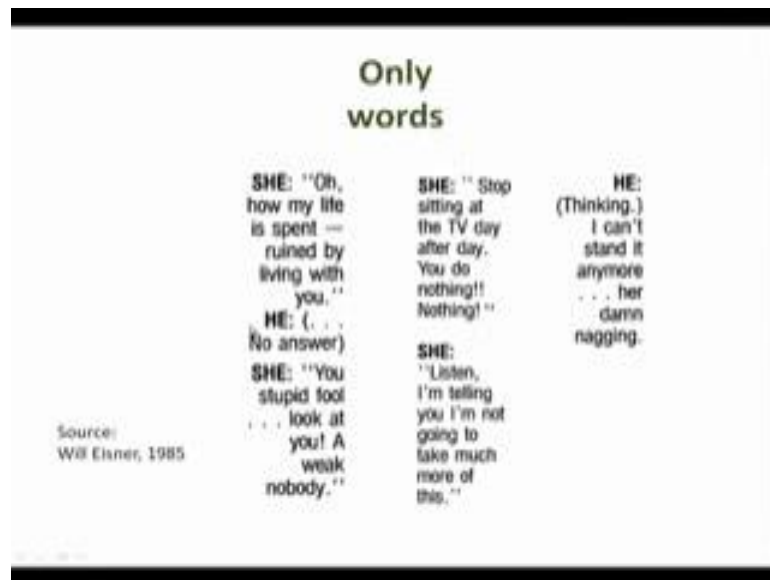 Only
words
SHE: "Oh,
how my life
is spent —
ruined by
living with
you."
HE: (. . .
No answer)
SHE: "You
stupid fool
. . . look at
you! A
weak
nobody."
SHE: " Stop
sitting at
the TV day
after day.
You do
nothing!!
Nothing! "
SHE:
"Listen,
I'm telling
you I'm not
going to
take much
more of
this."
HE:
(Thinking.)
I can't
stand it
anymore
. . . her
damn
nagging.
Source:
Will Eisner, 1985